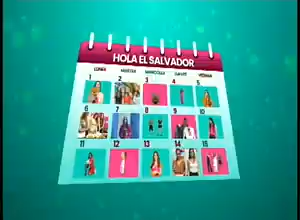 HOLA EL SALVADOR
LUNES MARTES MIERCOLES JUEVES VIERNES
1 2 3 4 5
6 7 8 9 10
11 12 13 14 15